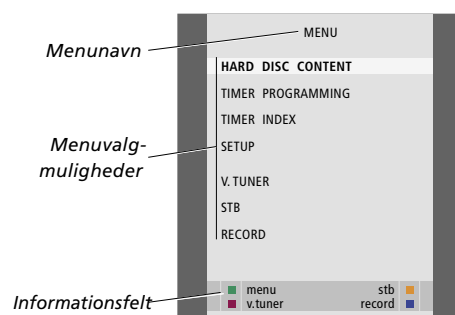 MENU
Menunavn
HARD DISC CONTENT
TIMER PROGRAMMING
TIMER INDEX
Menuvalg-
muligheder
SETUP
V. TUNER
STB
RECORD
Informationsfelt
menu stb
v.tuner record